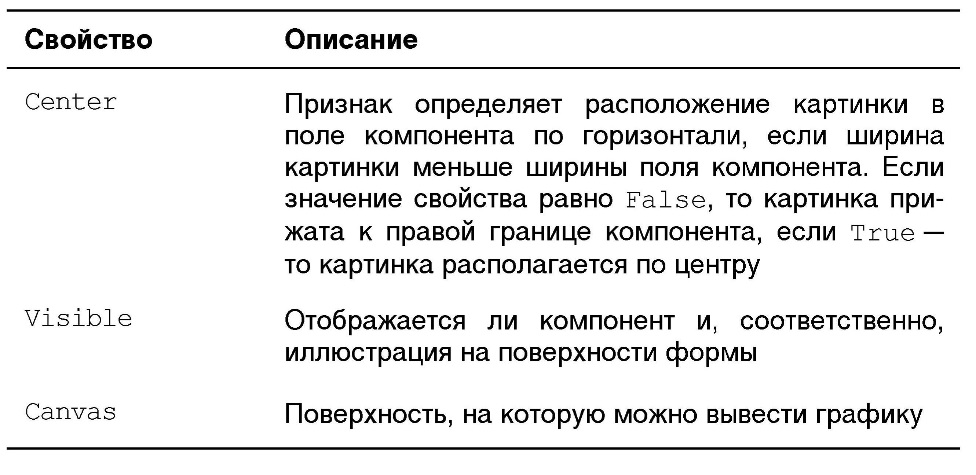 Свойство Описание
Center Признак определяет расположение картинки в
поле компонента по горизонтали, если ширина
картинки меньше ширины поля компонента. Если
значение свойства равно False, то картинка при-
жата к правой границе компонента, если True —
то картинка располагается по центру
Visible Отображается ли компонент и, соответственно,
иллюстрация на поверхности формы
Canvas Поверхность, на которую можно вывести графику